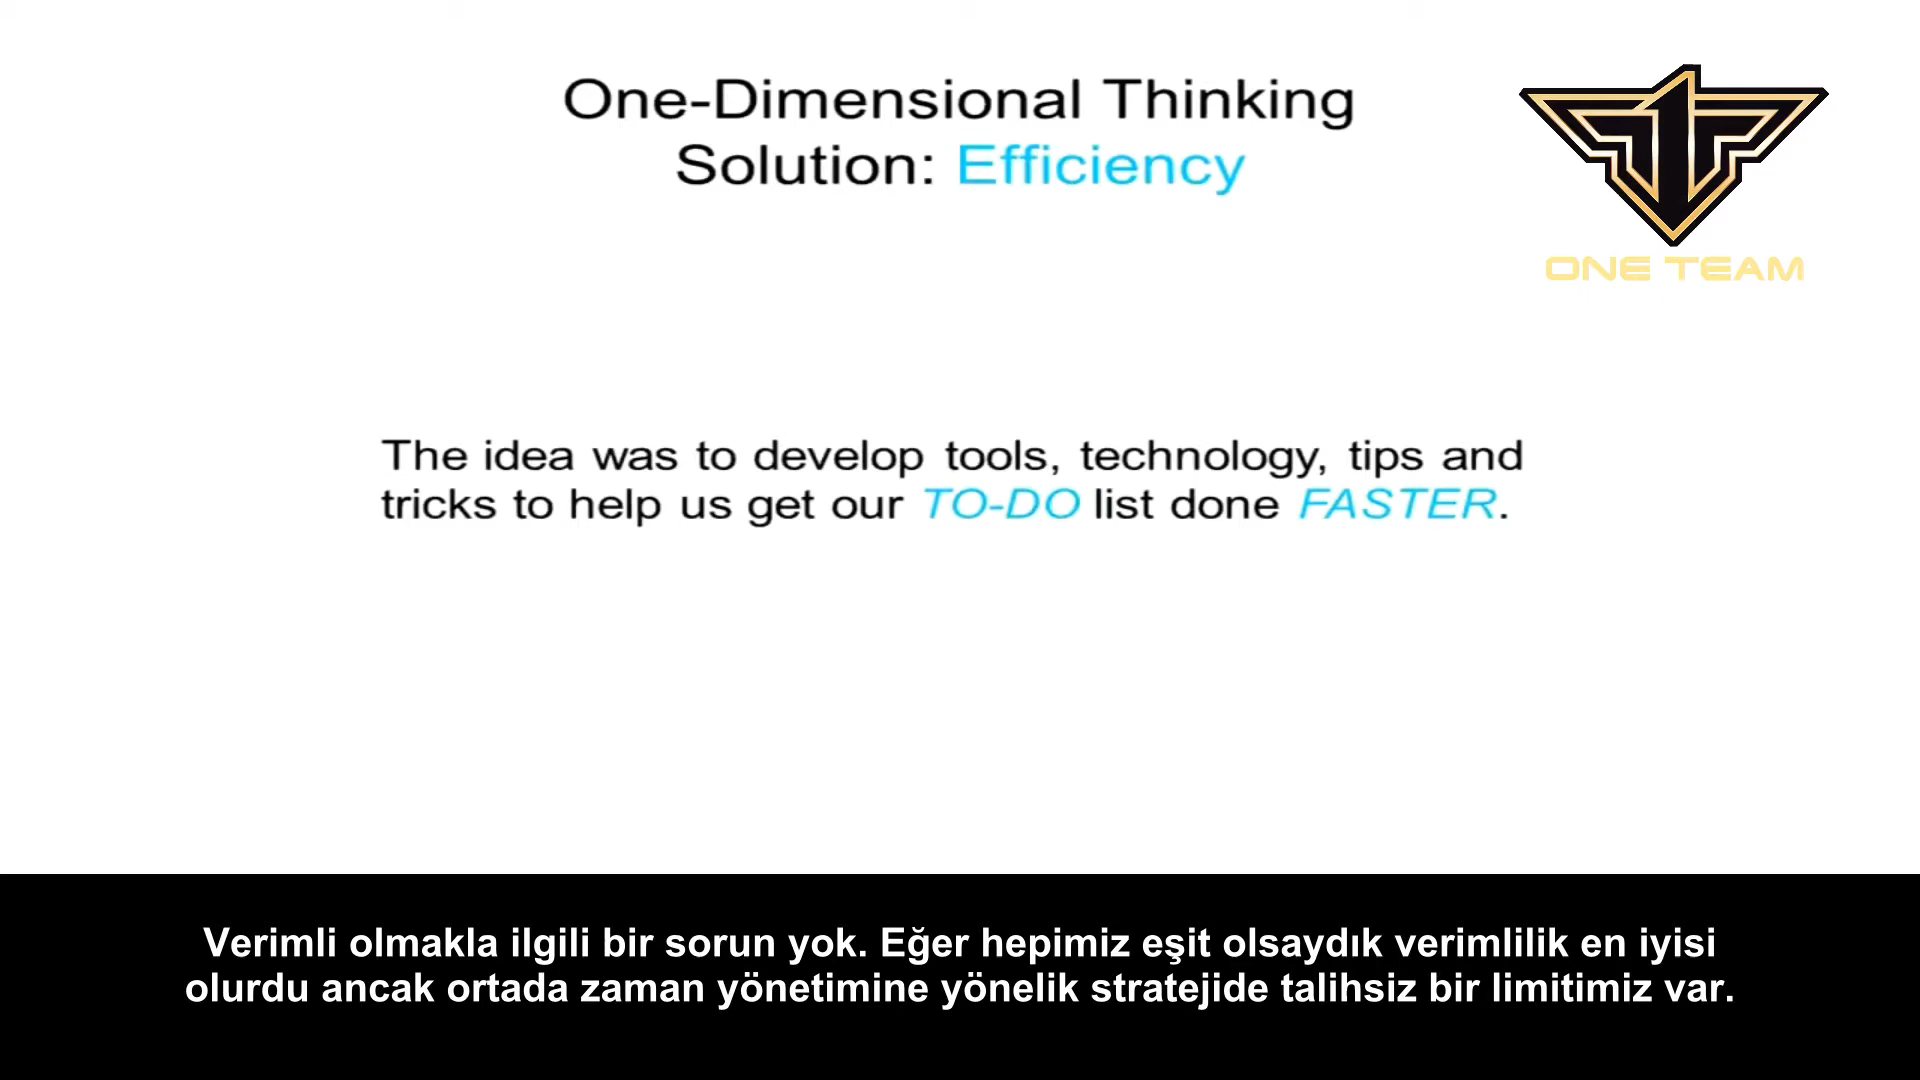 One-Dimensional Thinking
Solution: Efficiency
ONE TEAM
The idea was to develop tools, technology, tips and
tricks to help us get our TO-DO list done FASTER.
Verimli olmakla ilgili bir sorun yok. Eğer hepimiz eşit olsaydık verimlilik en iyisi
olurdu ancak ortada zaman yönetimine yönelik stratejide talihsiz bir limitimiz var.